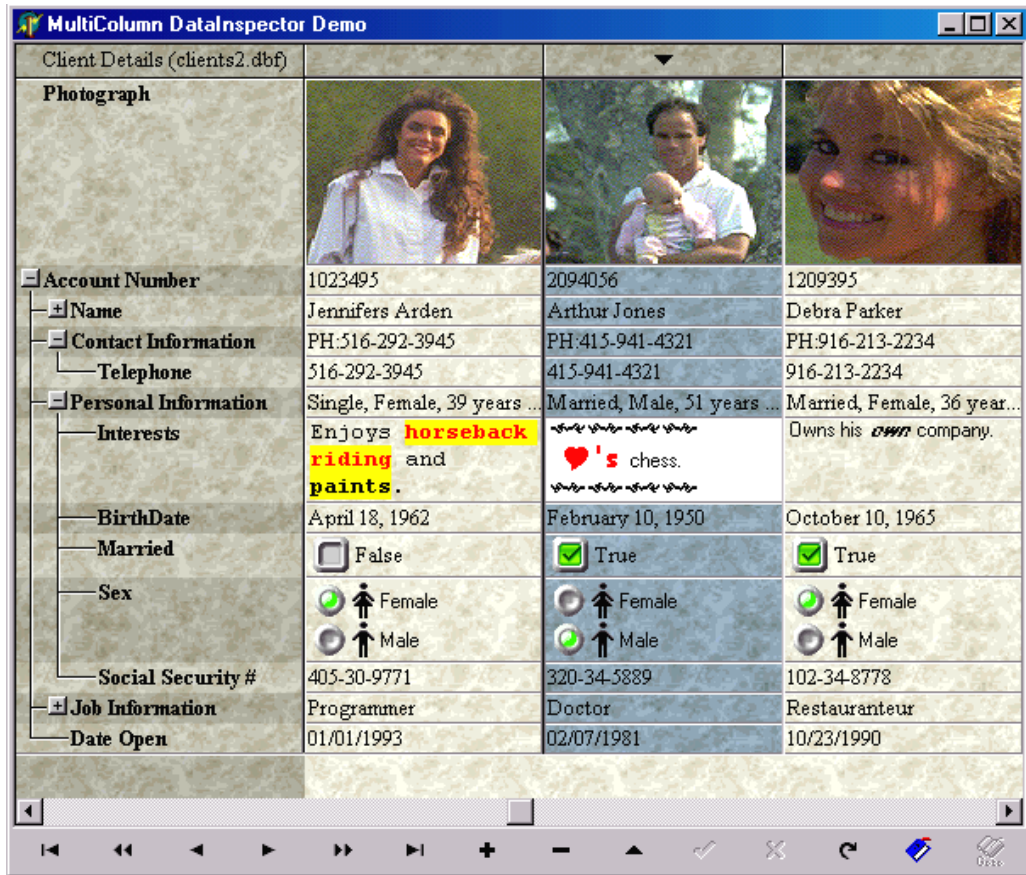 MultiColumn DataInspector Demo
Client Details (clients2.dbf)
Photograph
Account Number 1023495 2094056 1209395
Name Jennifers Arden Arthur Jones Debra Parker
Contact Information PH:516-292-3945 PH:415-941-4321 PH:916-213-2234
Telephone 516-292-3945 415-941-4321 916-213-2234
Personal Information Single, Female, 39 years ... Married, Male, 51 years ... Married, Female, 36 year...
Interests Enjoys horseback Owns his own company.
riding and 's chess.
paints.
BirthDate April 18, 1962 February 10, 1950 October 10, 1965
Married False True True
Sex Female Female Female
Male Male Male
Social Security # 405-30-9771 320-34-5889 102-34-8778
Job Information Programmer Doctor Restauranteur
Date Open 01/01/1993 02/07/1981 10/23/1990